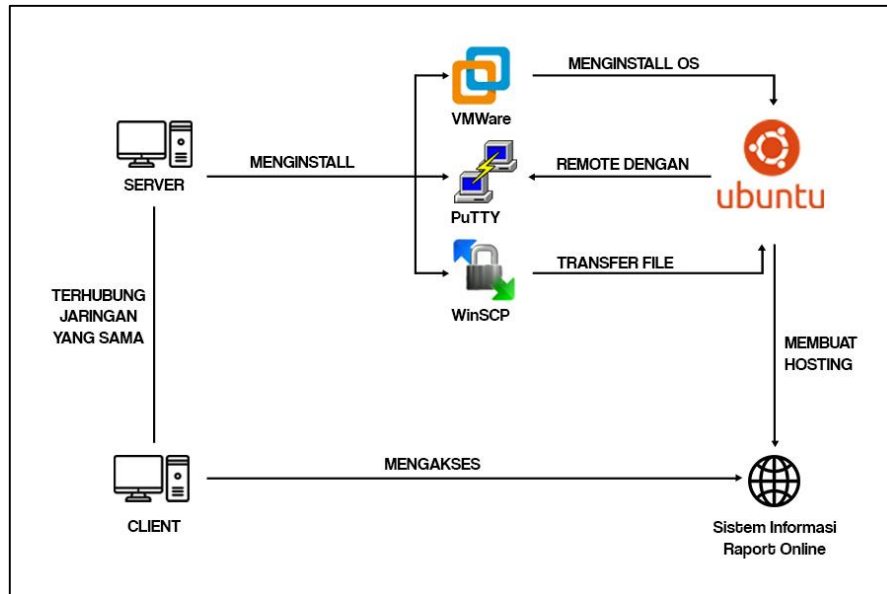 MENGINSTALL OS
VMWare
SERVER
MENGINSTALL
REMOTE DENGAN
PuTTY
ubuntu
TRANSFER FILE
WinSCP
TERHUBUNG
JARINGAN
YANG SAMA
MEMBUAT
HOSTING
CLIENT
MENGAKSES
Sistem Informasi
Raport Online